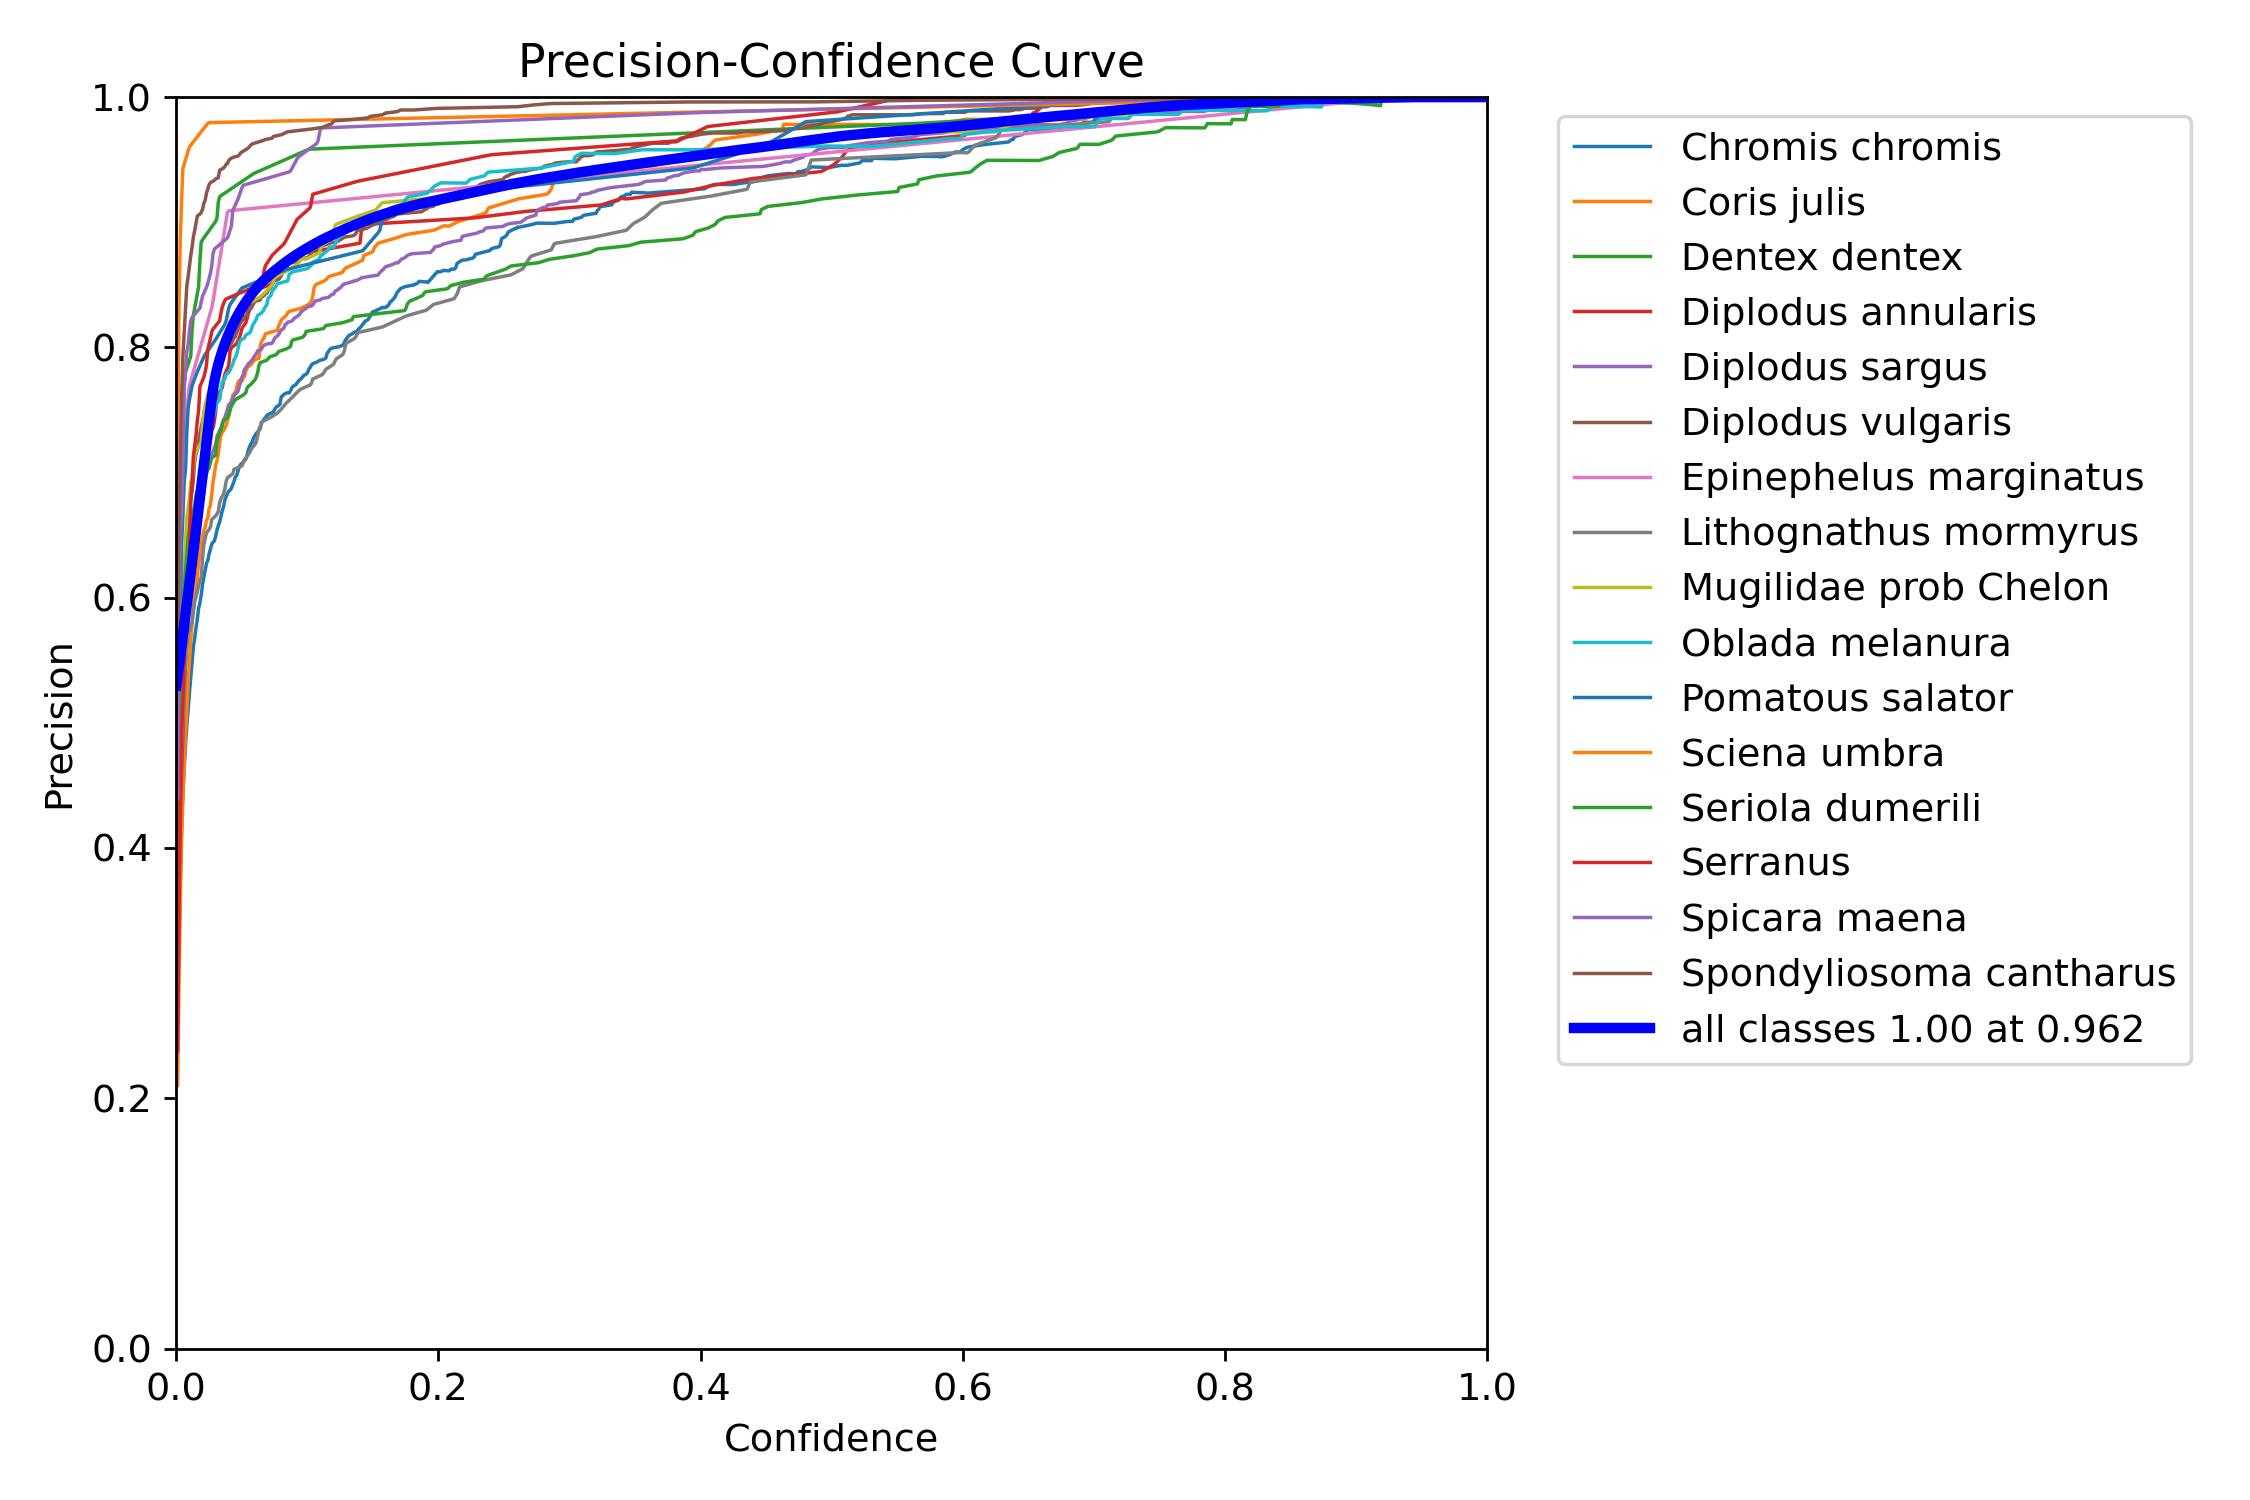 Precision-Confidence Curve
1.0
0.8
0.6
0.4
0.2
0.0
Precision
0.0 0.2 0.4 0.6 0.8 1.0
Confidence
Chromis chromis
Coris julis
Dentex dentex
Diplodus annularis
Diplodus sargus
Diplodus vulgaris
Epinephelus marginatus
Lithognathus mormyrus
Mugilidae prob Chelon
Oblada melanura
Pomatous salator
Sciena umbra
Seriola dumerili
Serranus
Spicara maena
Spondyliosoma cantharus
all classes 1.00 at 0.962